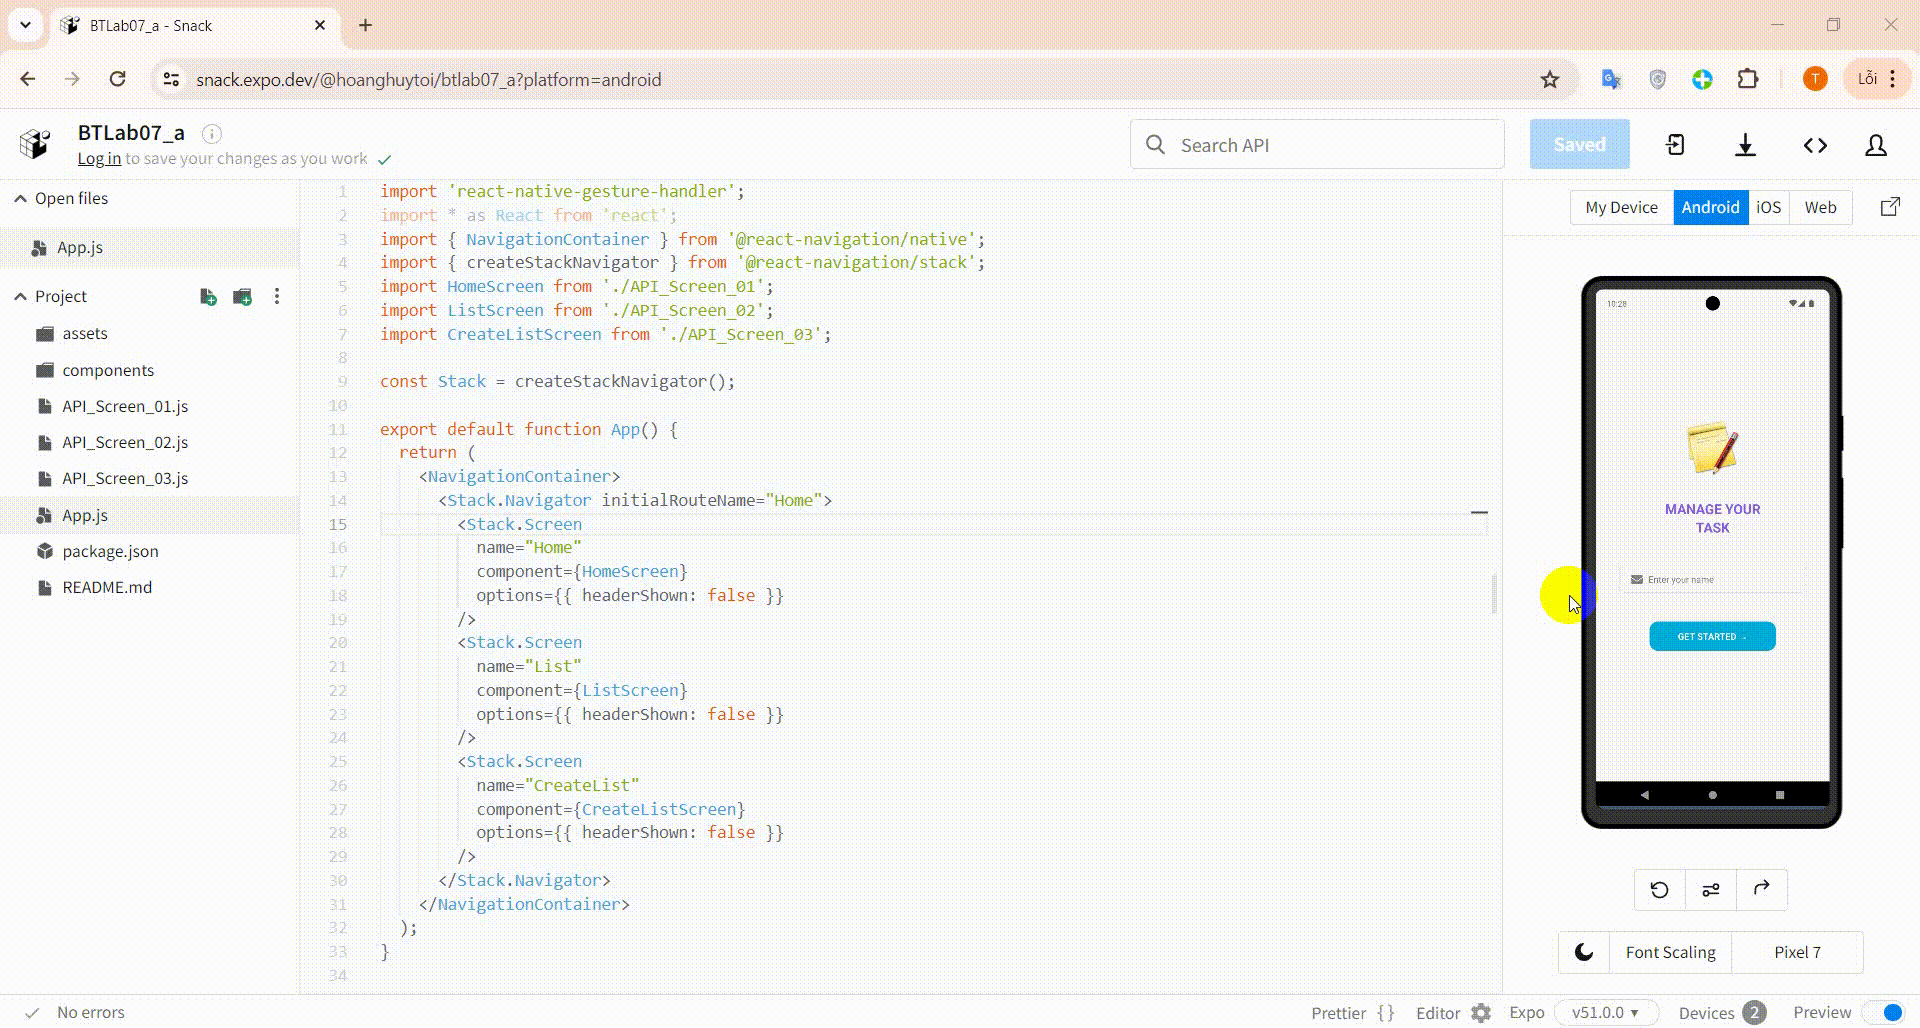 BTLab07_a - Snack
snack.expo.dev/@hoanghuytoi/btlab07_a?platform=android
T
Lỗi
BTLab07_a
Log in to save your changes as you work
Search API
Saved
Open files
App.js
Project
assets
components
API_Screen_01.js
API_Screen_02.js
API_Screen_03.js
App.js
package.json
README.md
1 import 'react-native-gesture-handler';
2 import * as React from 'react';
3 import { NavigationContainer } from '@react-navigation/native';
4 import { createStackNavigator } from '@react-navigation/stack';
5 import HomeScreen from './API_Screen_01';
6 import ListScreen from './API_Screen_02';
7 import CreateListScreen from './API_Screen_03';
8
9 const Stack = createStackNavigator();
10
11 export default function App() {
12 return (
13 <NavigationContainer>
14 <Stack.Navigator initialRouteName="Home">
15 <Stack.Screen
16 name="Home"
17 component={HomeScreen}
18 options={{ headerShown: false }}
19 />
20 <Stack.Screen
21 name="List"
22 component={ListScreen}
23 options={{ headerShown: false }}
24 />
25 <Stack.Screen
26 name="CreateList"
27 component={CreateListScreen}
28 options={{ headerShown: false }}
29 />
30 </Stack.Navigator>
31 </NavigationContainer>
32 );
33 }
34
My Device Android iOS Web
10:28
MANAGE YOUR
TASK
Enter your name
GET STARTED →
Font Scaling
Pixel 7
No errors
Prettier {}
Editor
Expo
v51.0.0
Devices 2
Preview